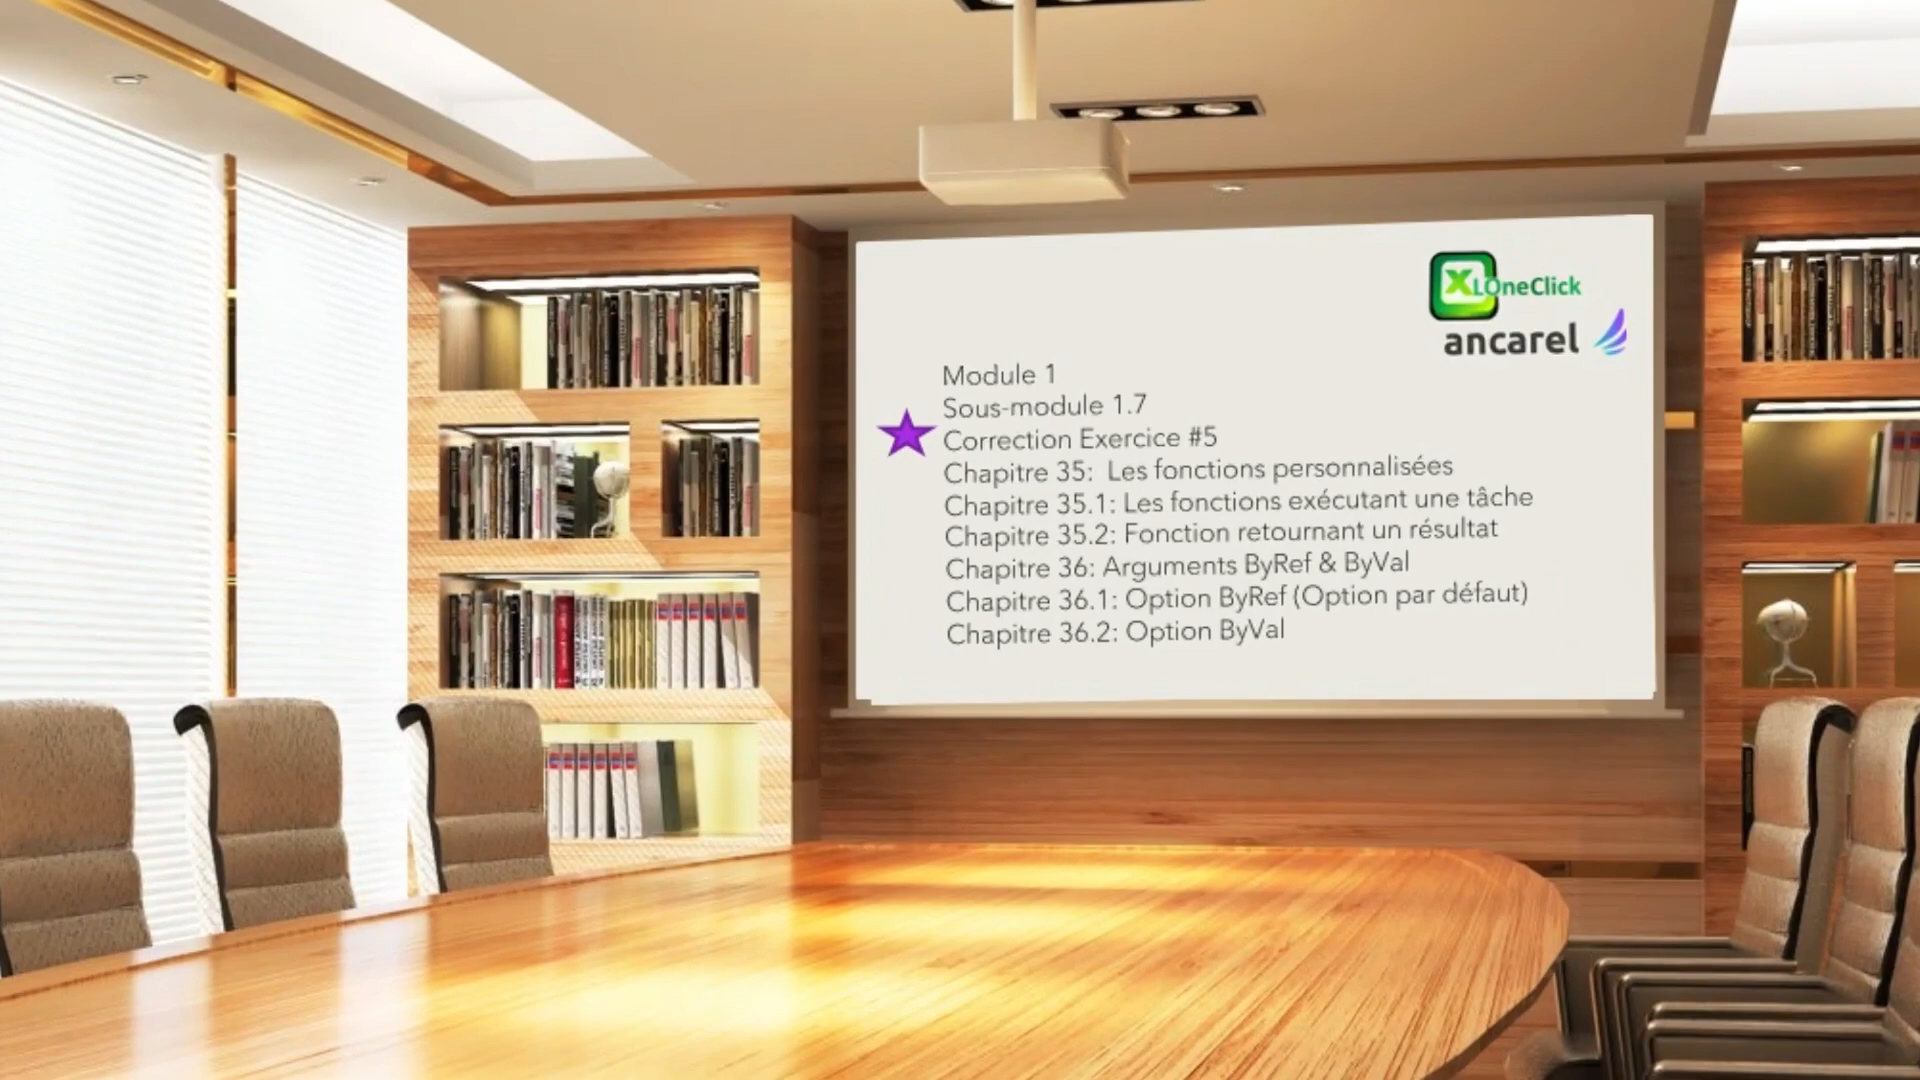 XLOneClick
ancarel
Module 1
Sous-module 1.7
Correction Exercice #5
Chapitre 35:  Les fonctions personnalisées
Chapitre 35.1: Les fonctions exécutant une tâche
Chapitre 35.2: Fonction retournant un résultat
Chapitre 36: Arguments ByRef & ByVal
Chapitre 36.1: Option ByRef (Option par défaut)
Chapitre 36.2: Option ByVal